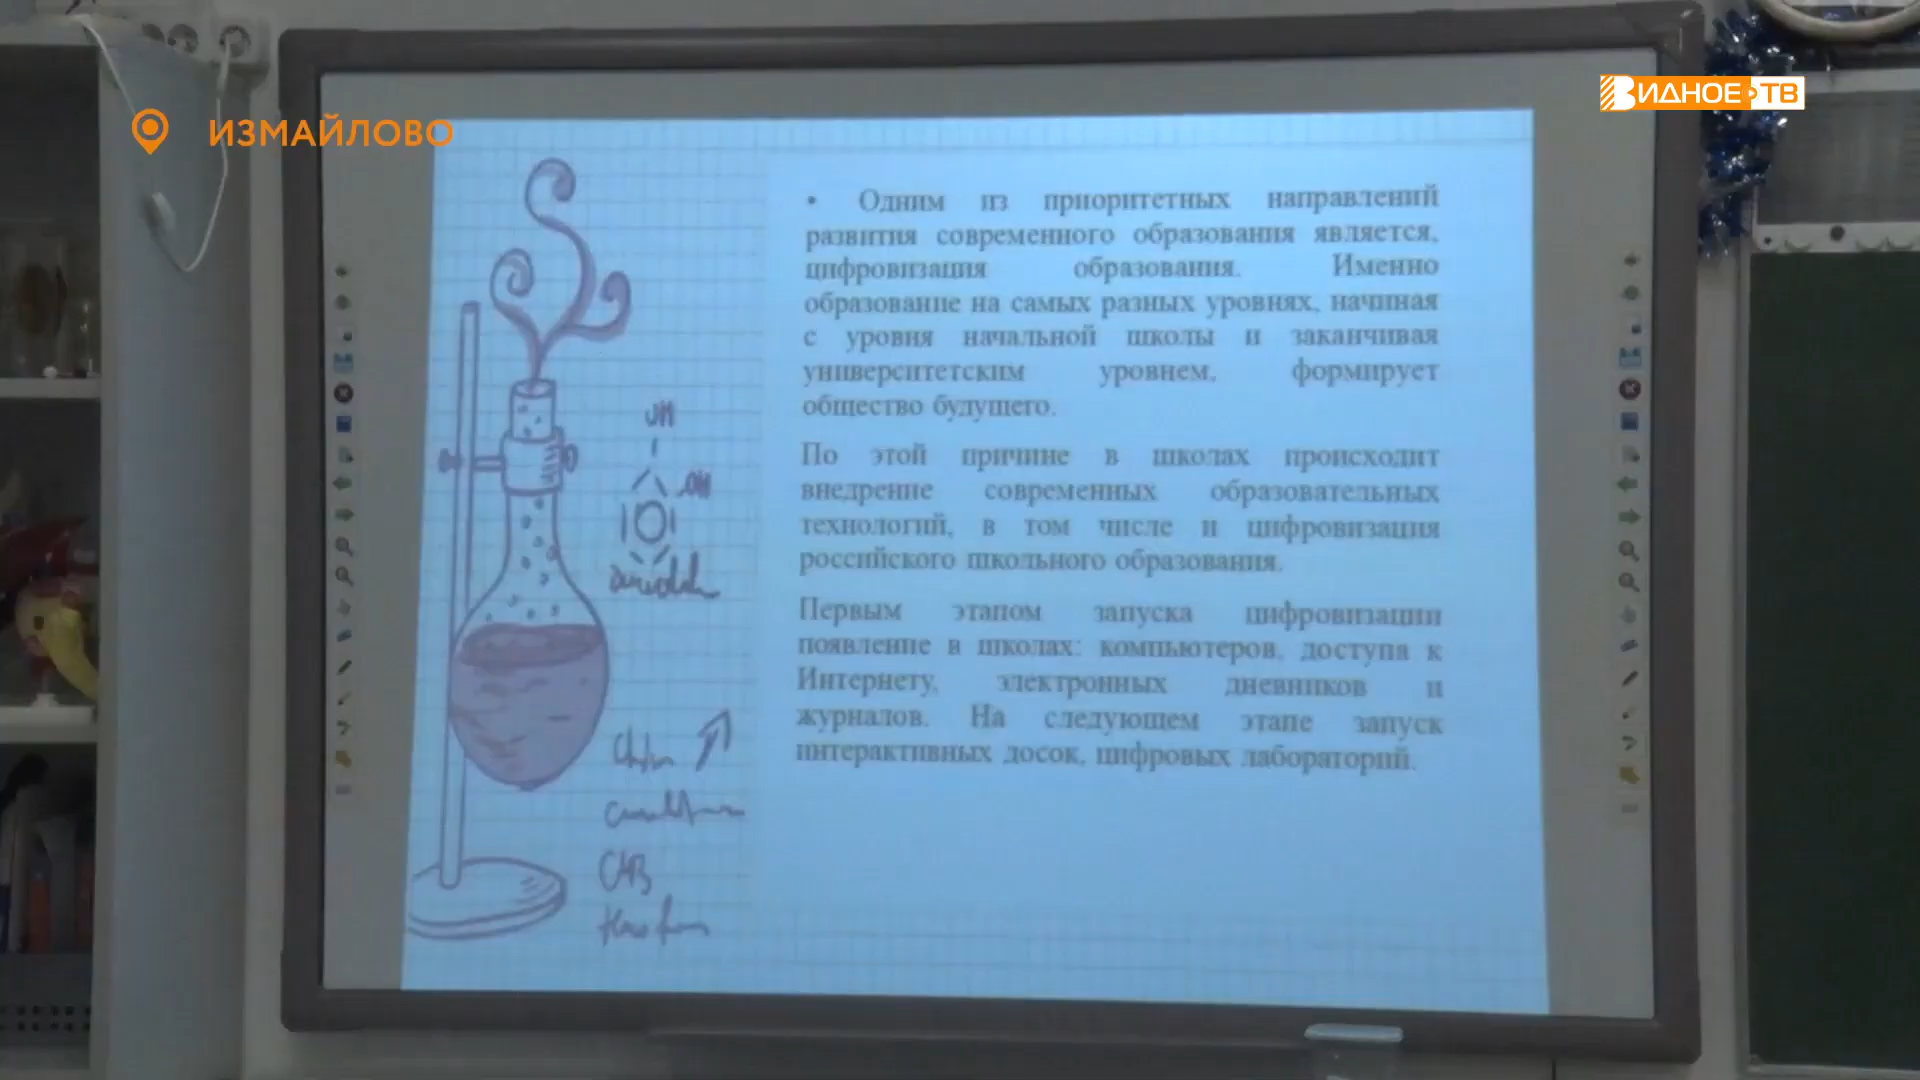 ИЗМАЙЛОВО
ВИДНОЕ ТВ
• Одним из приоритетных направлений
развития современного образования является,
цифровизация образования. Именно
образование на самых разных уровнях, начиная
с уровня начальной школы и заканчивая
университетским уровнем, формирует
общество будущего.
По этой причине в школах происходит
внедрение современных образовательных
технологий, в том числе и цифровизация
российского школьного образования.
Первым этапом запуска цифровизации
появление в школах: компьютеров, доступа к
Интернету, электронных дневников и
журналов. На следующем этапе запуск
интерактивных досок, цифровых лабораторий.
OH
OH